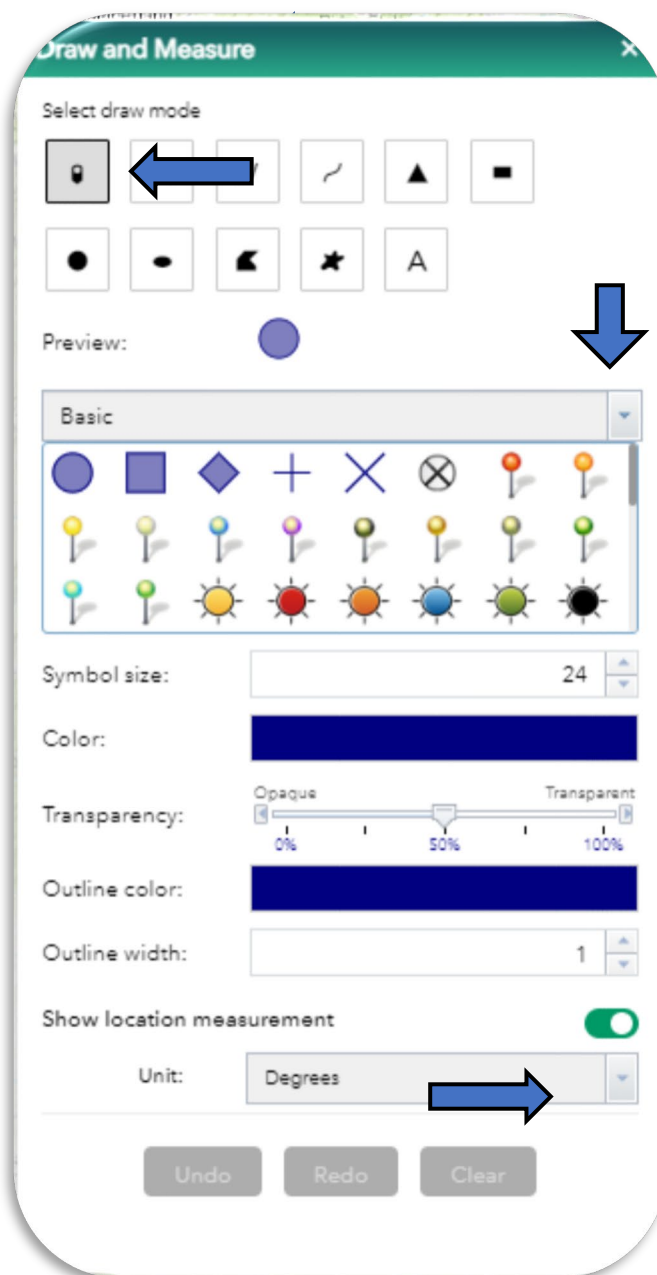 Draw and Measure ×
Select draw mode
A
Preview:
Basic
Symbol size: 24
Color:
Opaque Transparent
Transparency:
0% 50% 100%
Outline color:
Outline width: 1
Show location measurement
Unit: Degrees
Undo Redo Clear